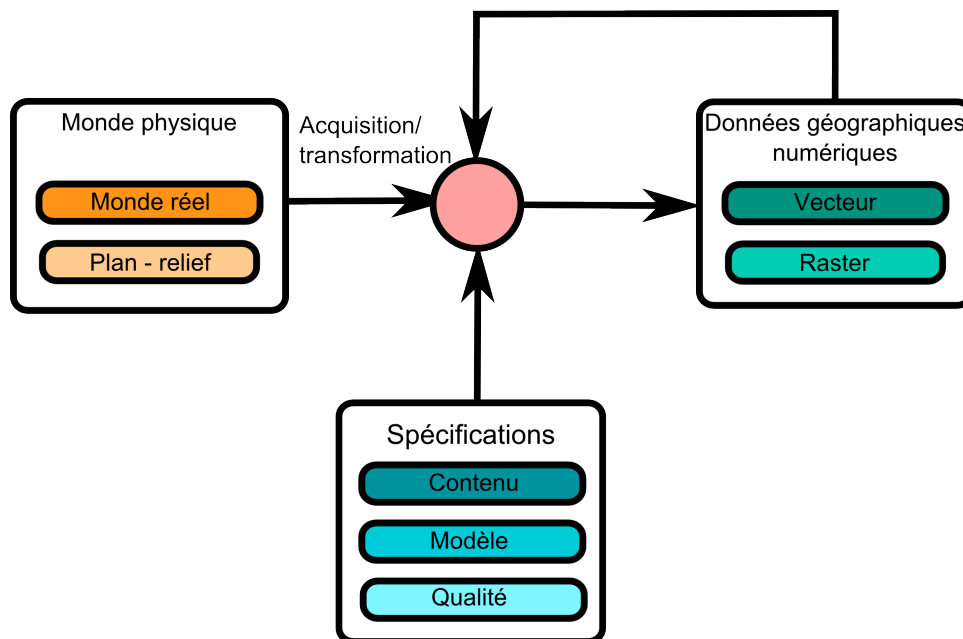 Monde physique
Monde réel
Plan - relief
Acquisition/
transformation
Données géographiques
numériques
Vecteur
Raster
Spécifications
Contenu
Modèle
Qualité